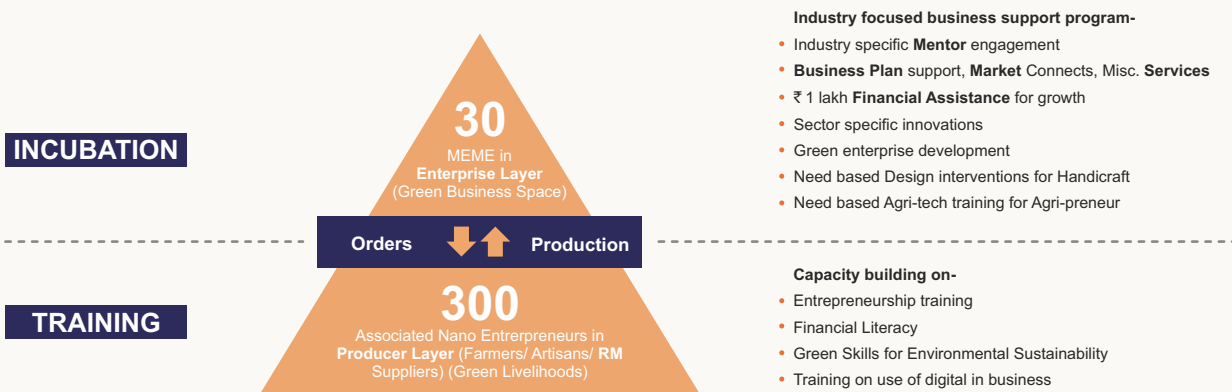 INCUBATION
30
MEME in
Enterprise Layer
(Green Business Space)
Orders
Production
TRAINING
300
Associated Nano Entrerpreneurs in
Producer Layer (Farmers/ Artisans/ RM
Suppliers) (Green Livelihoods)
Industry focused business support program-
• Industry specific Mentor engagement
• Business Plan support, Market Connects, Misc. Services
• ₹ 1 lakh Financial Assistance for growth
• Sector specific innovations
• Green enterprise development
• Need based Design interventions for Handicraft
• Need based Agri-tech training for Agri-preneur
Capacity building on-
• Entrepreneurship training
• Financial Literacy
• Green Skills for Environmental Sustainability
• Training on use of digital in business